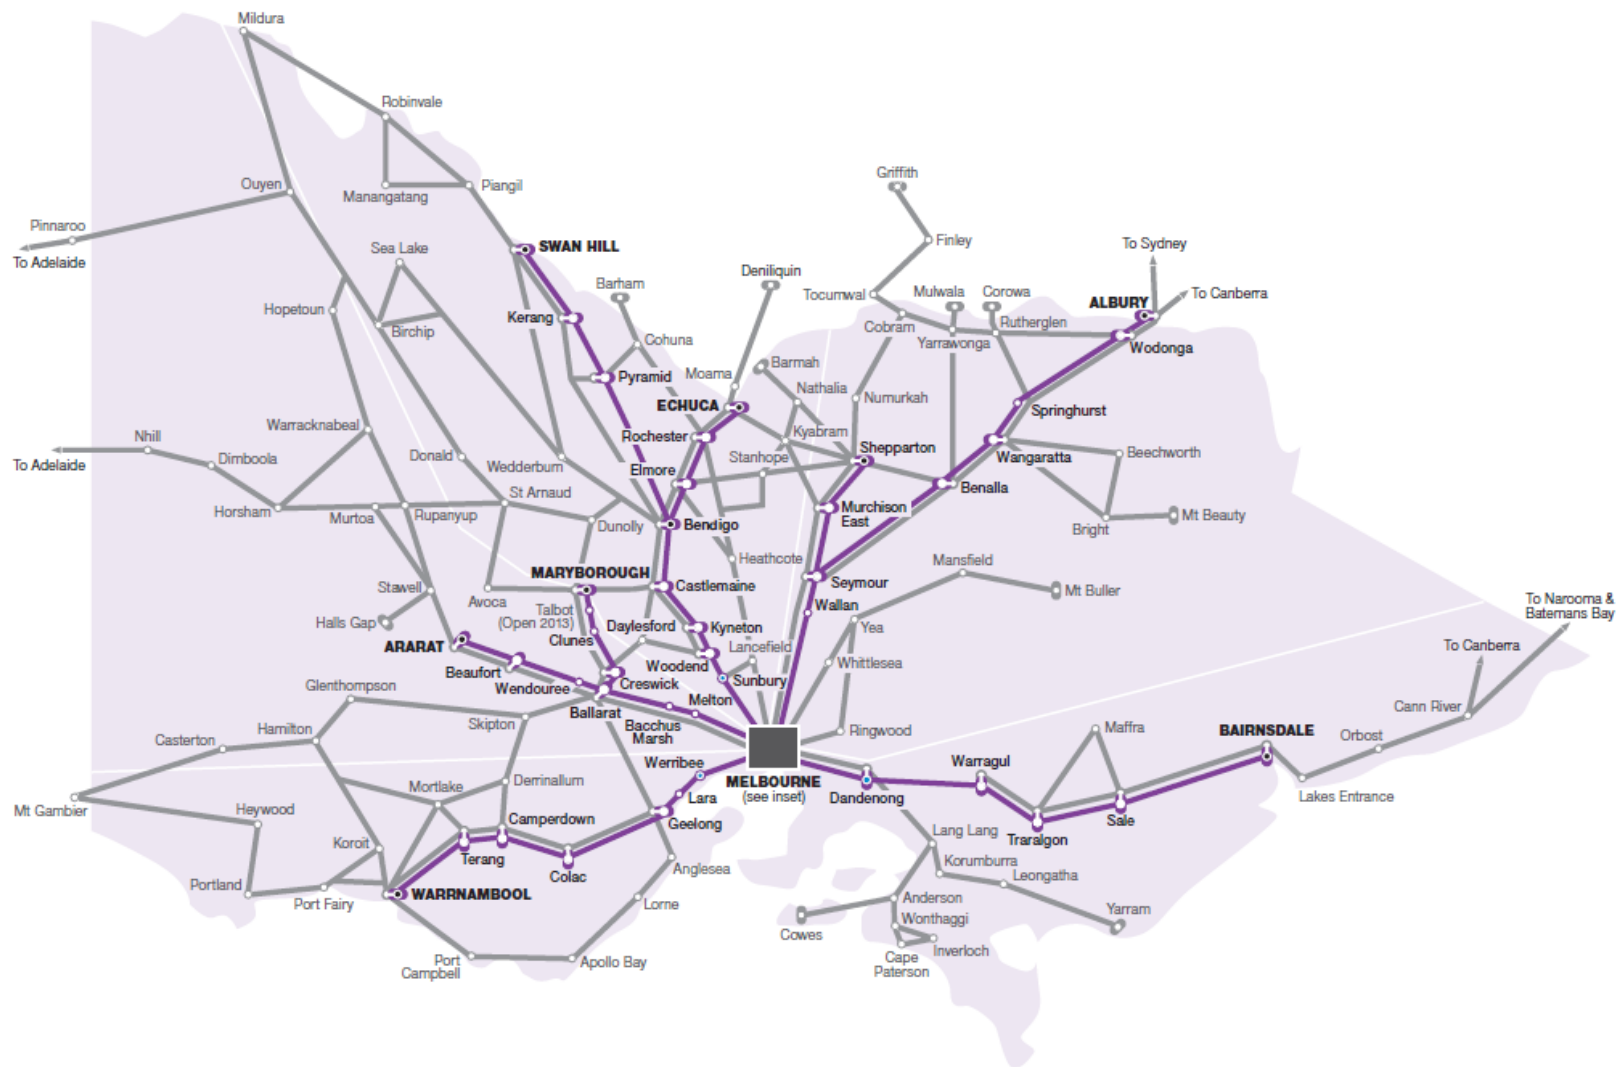 Mildura
Robinvale
Griffith
Ouyen
Manangatang
Piangil
Pinnaroo
To Adelaide
Sea Lake
SWAN HILL
Finley
To Sydney
Deniliquin
Barham
Tocumwal
Mulwala
Corowa
ALBURY
To Canberra
Hopetoun
Birchip
Kerang
Cohuna
Cobram
Rutherglen
Yarrawonga
Wodonga
Pyramid
Moama
Barmah
Nathalia
Numurkah
ECHUCA
Springhurst
Warracknabeal
Rochester
Kyabram
Shepparton
Nhill
To Adelaide
Dimboola
Donald
Wedderburn
Elmore
Stanhope
Wangaratta
Beechworth
Benalla
Horsham
Murtoa
Rupanyup
St Arnaud
Dunolly
Bendigo
Murchison
East
Bright
Mt Beauty
Heathcote
Mansfield
MARYBOROUGH
Stawell
Avoca
Castlemaine
Seymour
Mt Buller
Halls Gap
Talbot
(Open 2013)
Clunes
Daylesford
Kyneton
Wallan
Yea
To Narooma &
Batemans Bay
ARARAT
Beaufort
Woodend
Lancefield
Whittlesea
To Canberra
Glenthompson
Wendouree
Creswick
Sunbury
Melton
Ballarat
Bacchus
Marsh
Skipton
Hamilton
Casterton
Ringwood
Maffra
BAIRNSDALE
Cann River
Orbost
Werribee
MELBOURNE
(see inset)
Warragul
Dandenong
Lakes Entrance
Mt Gambier
Heywood
Mortlake
Derrinallum
Camperdown
Lara
Geelong
Traralgon
Sale
Koroit
Terang
Colac
Lang Lang
Korumburra
Leongatha
Anglesea
Portland
Port Fairy
WARRNAMBOOL
Lorne
Anderson
Wonthaggi
Yarram
Cowes
Inverloch
Cape
Paterson
Port
Campbell
Apollo Bay